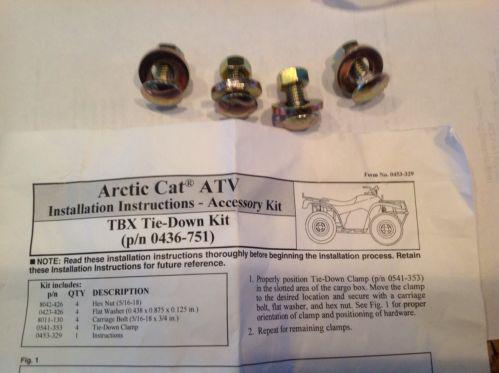 Form No. 0453-329
Arctic Cat® ATV
Installation Instructions - Accessory Kit
TBX Tie-Down Kit
(p/n 0436-751)
■ NOTE: Read these installation instructions thoroughly before beginning the installation process. Retain
these Installation Instructions for future reference.
Kit includes:
p/n QTY DESCRIPTION
8042-426 4 Hex Nut (5/16-18)
0423-426 4 Flat Washer (0.438 x 0.875 x 0.125 in.)
8011-130 4 Carriage Bolt (5/16-18 x 3/4 in.)
0541-353 4 Tie-Down Clamp
0453-329 1 Instructions
1. Properly position Tie-Down Clamp (p/n 0541-353)
in the slotted area of the cargo box. Move the clamp
to the desired location and secure with a carriage
bolt, flat washer, and hex nut. See Fig. 1 for proper
orientation of clamp and positioning of hardware.
2. Repeat for remaining clamps.
Fig. 1